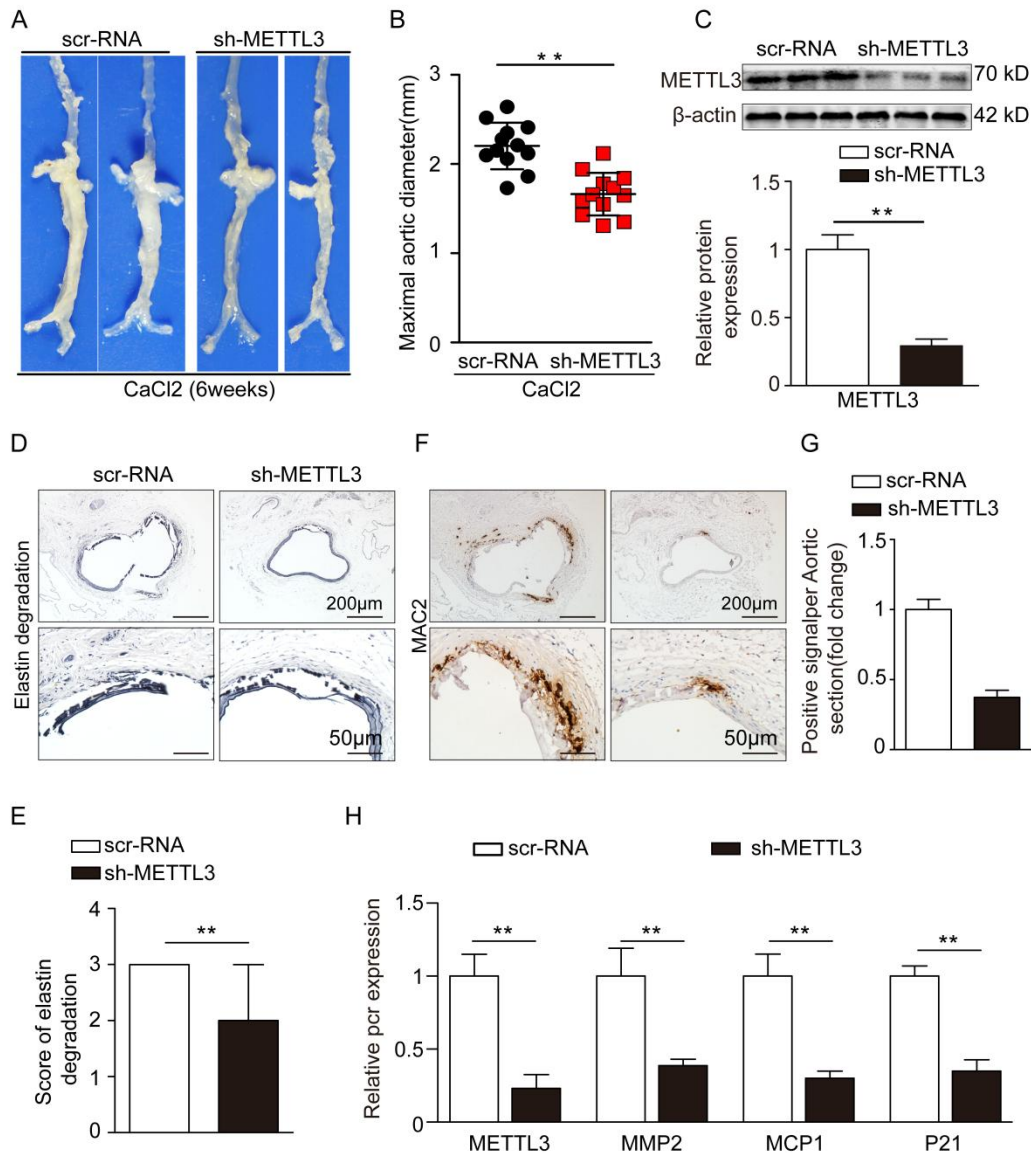 A
scr-RNA
sh-METTL3
CaCl2 (6weeks)
B
**
Maximal aortic diameter(mm)
3
2
1
0
scr-RNA
sh-METTL3
CaCl2
C
scr-RNA sh-METTL3
METTL3
70 kD
β-actin
42 kD
scr-RNA
sh-METTL3
Relative protein
expression
1.5
1
0.5
0
**
METTL3
D
scr-RNA
sh-METTL3
Elastin degradation
200μm
50μm
F
MAC2
200μm
50μm
G
scr-RNA
sh-METTL3
Positive signalper Aortic
section(fold change)
1.5
1
0.5
0
E
scr-RNA
sh-METTL3
Score of elastin
degradation
4
3
2
1
0
**
H
scr-RNA
sh-METTL3
Relative pcr expression
1.5
1
0.5
0
**
**
**
**
METTL3
MMP2
MCP1
P21